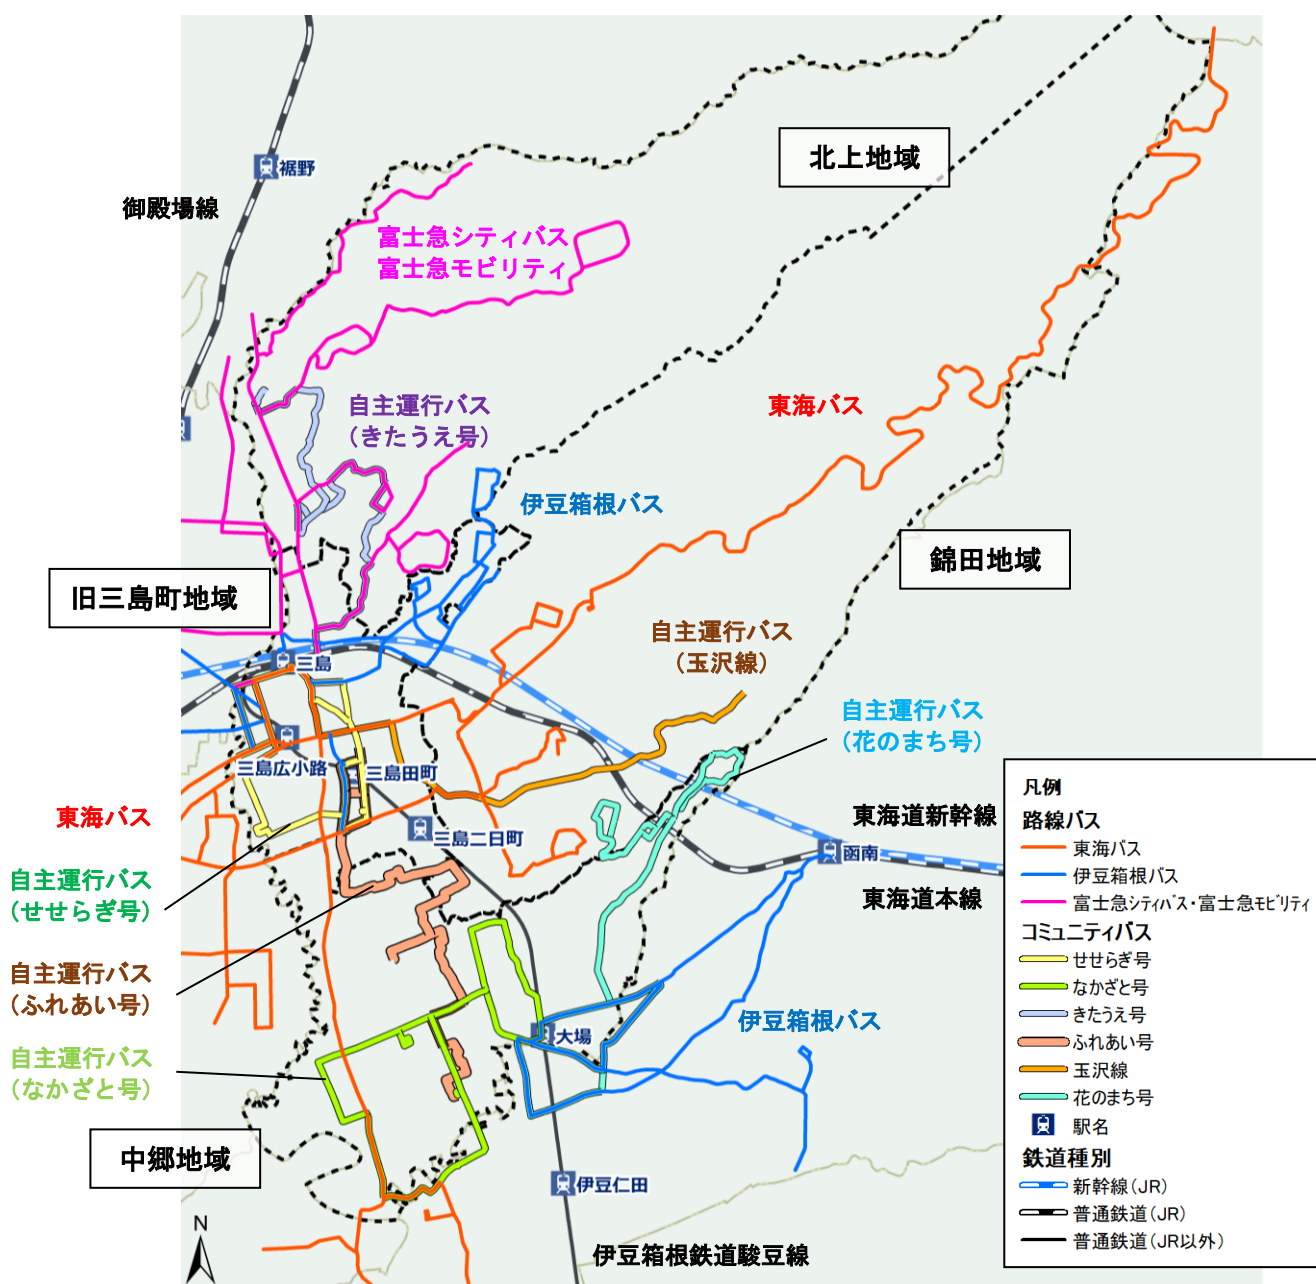 北上地域
裾野
御殿場線
富士急シティバス
富士急モビリティ
自主運行バス
（きたうえ号）
東海バス
伊豆箱根バス
錦田地域
旧三島町地域
自主運行バス
（玉沢線）
三島
自主運行バス
（花のまち号）
三島広小路
三島田町
東海バス
三島二日町
東海道新幹線
函南
東海道本線
自主運行バス
（せせらぎ号）
自主運行バス
（ふれあい号）
伊豆箱根バス
大場
自主運行バス
（なかざと号）
中郷地域
伊豆仁田
N
伊豆箱根鉄道駿豆線
凡例
路線バス
東海バス
伊豆箱根バス
富士急ｼﾃｨﾊﾞｽ・富士急ﾓﾋﾞﾘﾃｨ
コミュニティバス
せせらぎ号
なかざと号
きたうえ号
ふれあい号
玉沢線
花のまち号
駅名
鉄道種別
新幹線（JR）
普通鉄道（JR）
普通鉄道（JR以外）